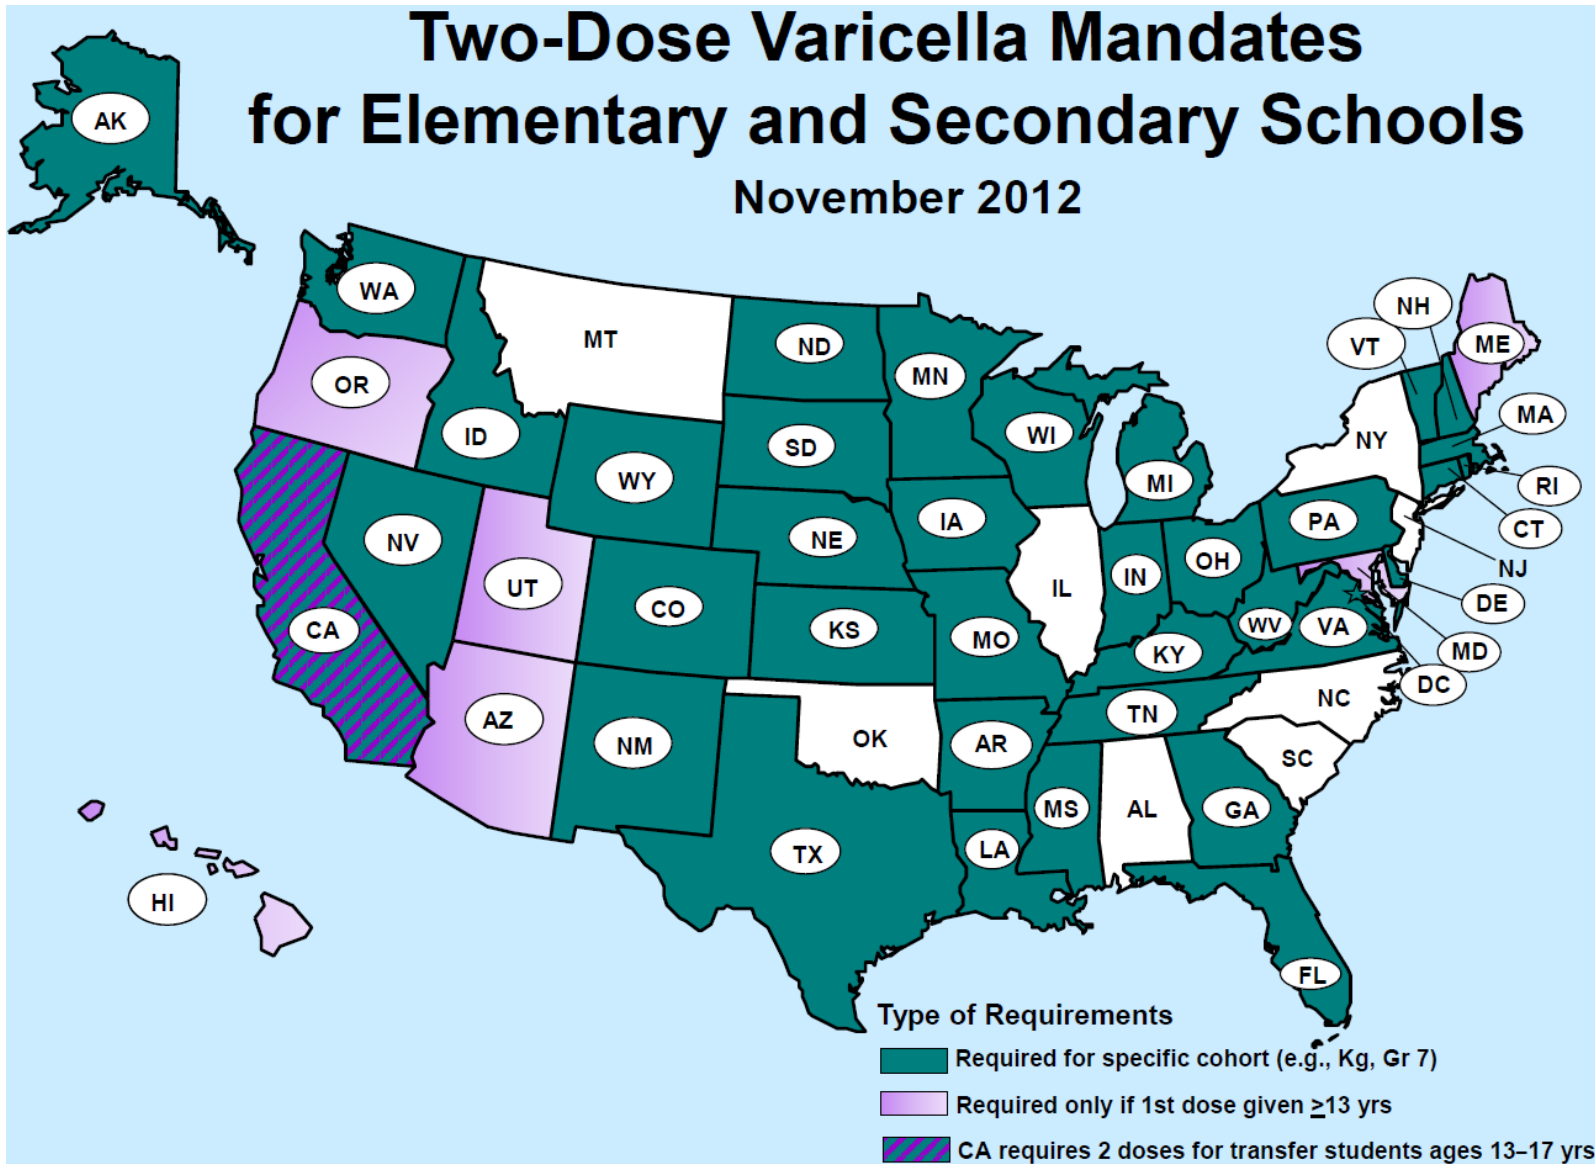 Two-Dose Varicella Mandates
for Elementary and Secondary Schools
November 2012
AK
WA
MT
ND
MN
OR
ID
WY
SD
WI
MI
NY
VT
NH
ME
MA
RI
CT
NJ
DE
MD
DC
PA
NV
UT
CO
NE
IA
IL
IN
OH
WV
VA
CA
KS
MO
KY
AZ
NM
OK
AR
TN
NC
SC
TX
LA
MS
AL
GA
FL
HI
Type of Requirements
Required for specific cohort (e.g., Kg, Gr 7)
Required only if 1st dose given ≥13 yrs
CA requires 2 doses for transfer students ages 13–17 yrs